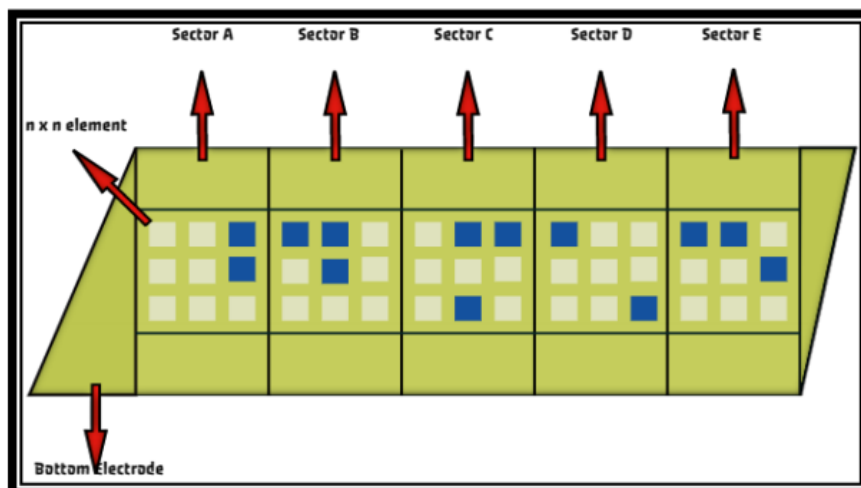 Sector A
Sector B
Sector C
Sector D
Sector E
n x n element
Bottom Electrode